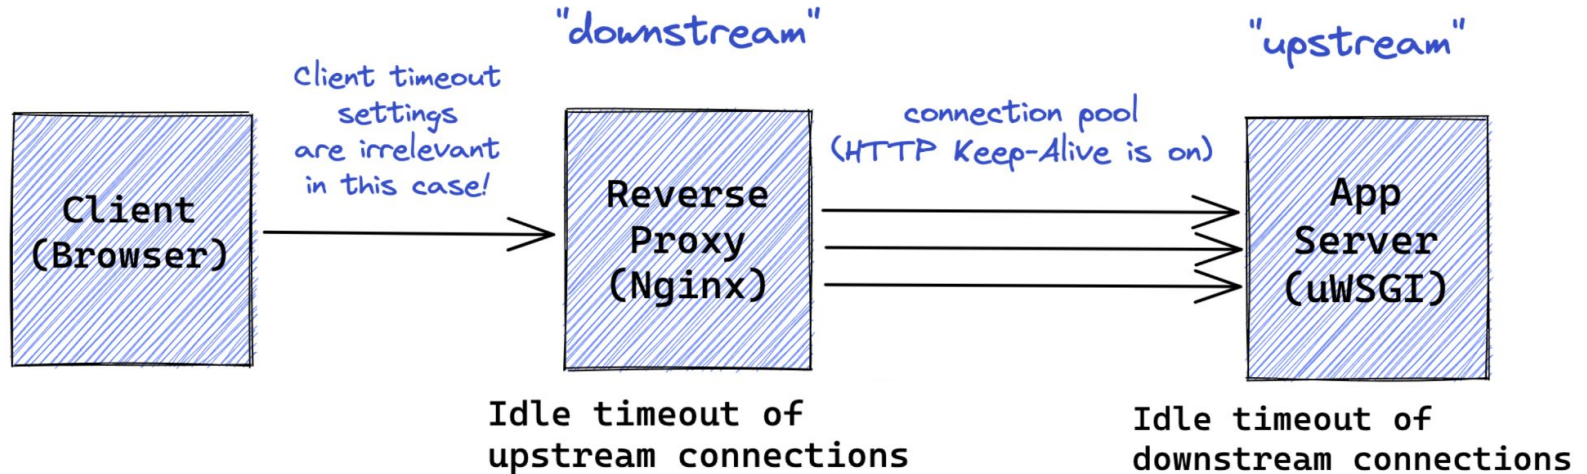 "downstream"
"upstream"
Client timeout
settings
are irrelevant
in this case!
connection pool
(HTTP Keep-Alive is on)
Client
(Browser)
Reverse
Proxy
(Nginx)
App
Server
(uWSGI)
Idle timeout of
upstream connections
Idle timeout of
downstream connections